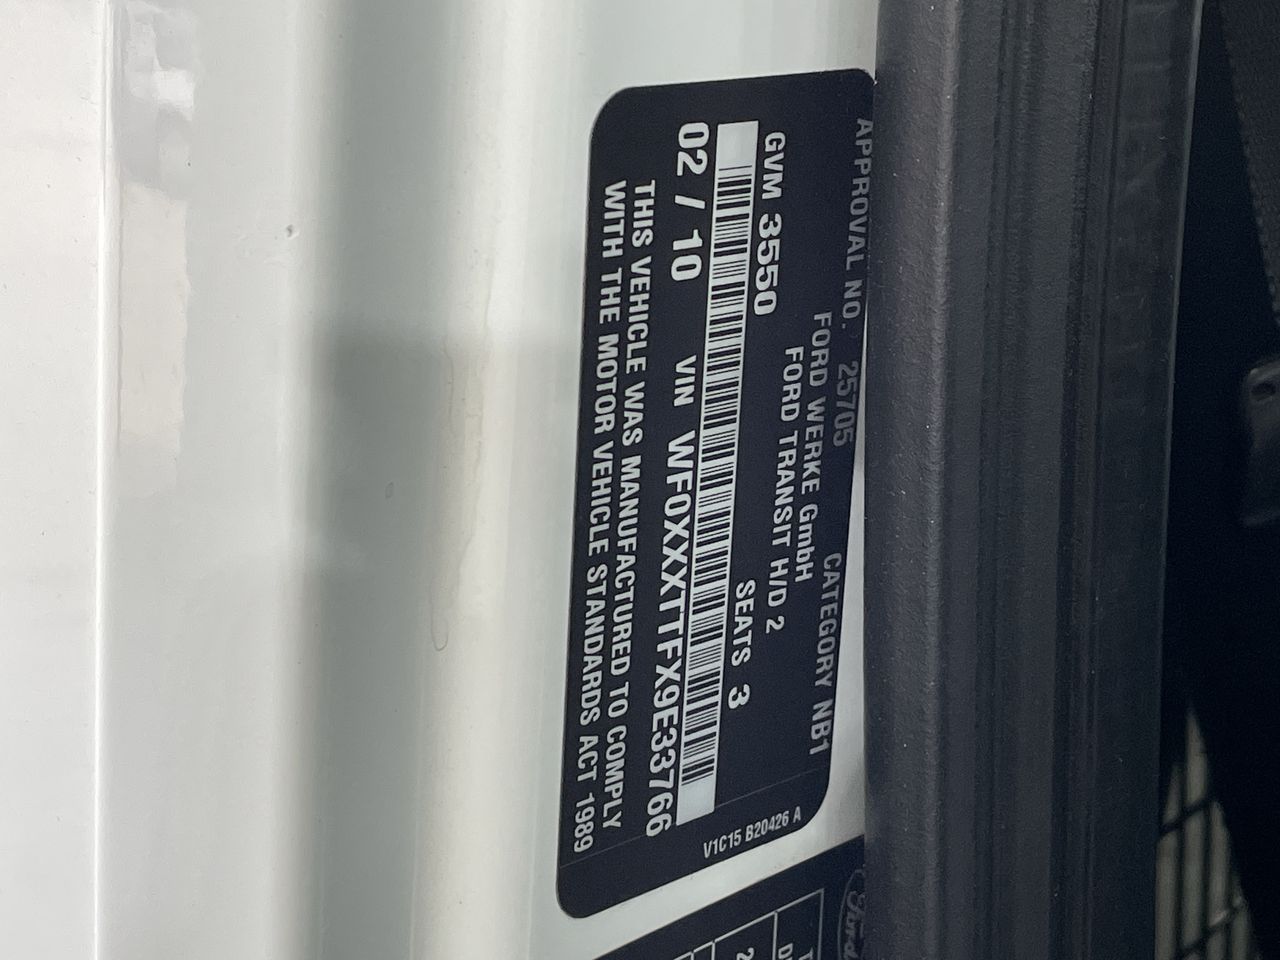 APPROVAL NO. 25705 CATEGORY NB1
FORD WERKE GmbH
FORD TRANSIT H/D 2
GVM 3550 SEATS 3
02 / 10 VIN WF0XXXTTFX9E33766
THIS VEHICLE WAS MANUFACTURED TO COMPLY
WITH THE MOTOR VEHICLE STANDARDS ACT 1989
V1C15 B20426 A
Ford